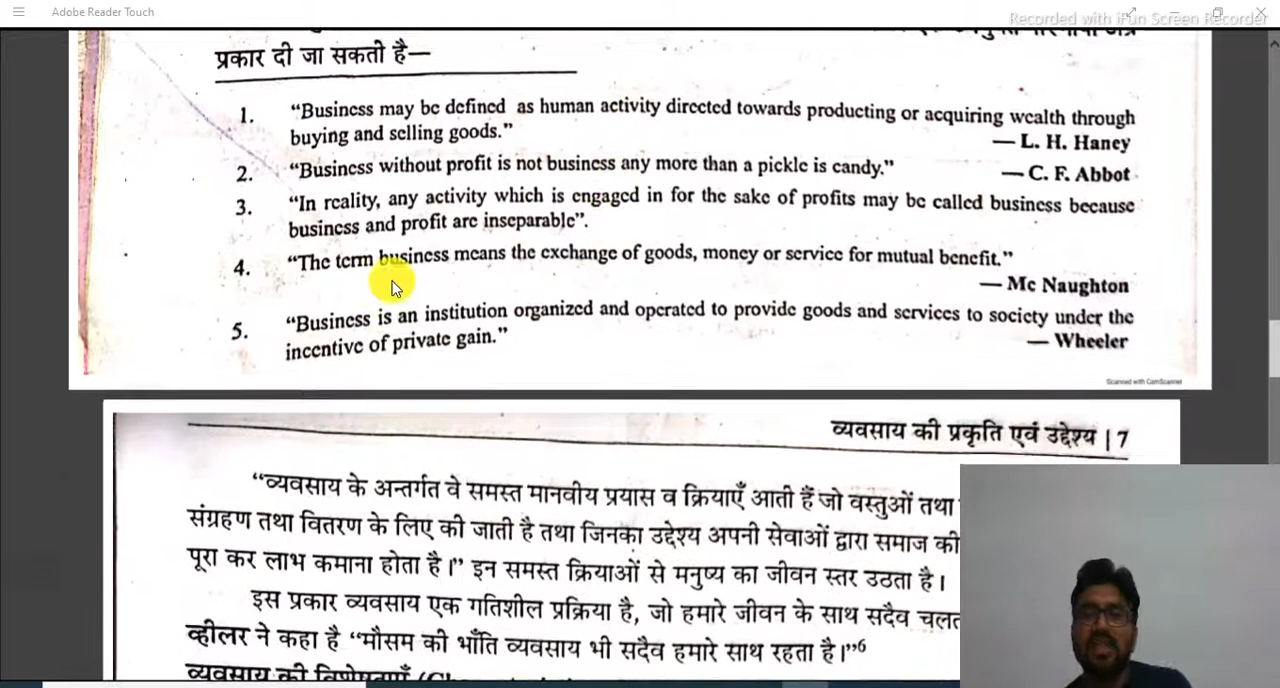 Adobe Reader Touch
Recorded with iFun Screen Recorder
प्रकार दी जा सकती है—
1. “Business may be defined as human activity directed towards producting or acquiring wealth through
buying and selling goods.”
— L. H. Haney
2. “Business without profit is not business any more than a pickle is candy.”
— C. F. Abbot
3. “In reality, any activity which is engaged in for the sake of profits may be called business because
business and profit are inseparable”.
4. “The term business means the exchange of goods, money or service for mutual benefit.”
— Mc Naughton
5. “Business is an institution organized and operated to provide goods and services to society under the
incentive of private gain.”
— Wheeler
Scanned with CamScanner
व्यवसाय की प्रकृति एवं उद्देश्य | 7
“व्यवसाय के अन्तर्गत वे समस्त मानवीय प्रयास व क्रियाएँ आती हैं जो वस्तुओं तथा
संग्रहण तथा वितरण के लिए की जाती है तथा जिनका उद्देश्य अपनी सेवाओं द्वारा समाज की
पूरा कर लाभ कमाना होता है।” इन समस्त क्रियाओं से मनुष्य का जीवन स्तर उठता है।
इस प्रकार व्यवसाय एक गतिशील प्रक्रिया है, जो हमारे जीवन के साथ सदैव
व्हीलर ने कहा है “मौसम की भाँति व्यवसाय भी सदैव हमारे साथ रहता है।”6
व्यवसाय की विशेषताएँ